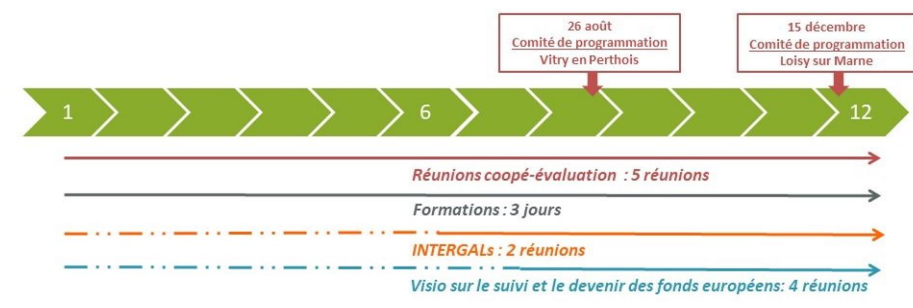 26 août
Comité de programmation
Vitry en Perthois
15 décembre
Comité de programmation
Loisy sur Marne
1
6
12
Réunions coopé-évaluation : 5 réunions
Formations : 3 jours
INTERGALs : 2 réunions
Visio sur le suivi et le devenir des fonds européens: 4 réunions